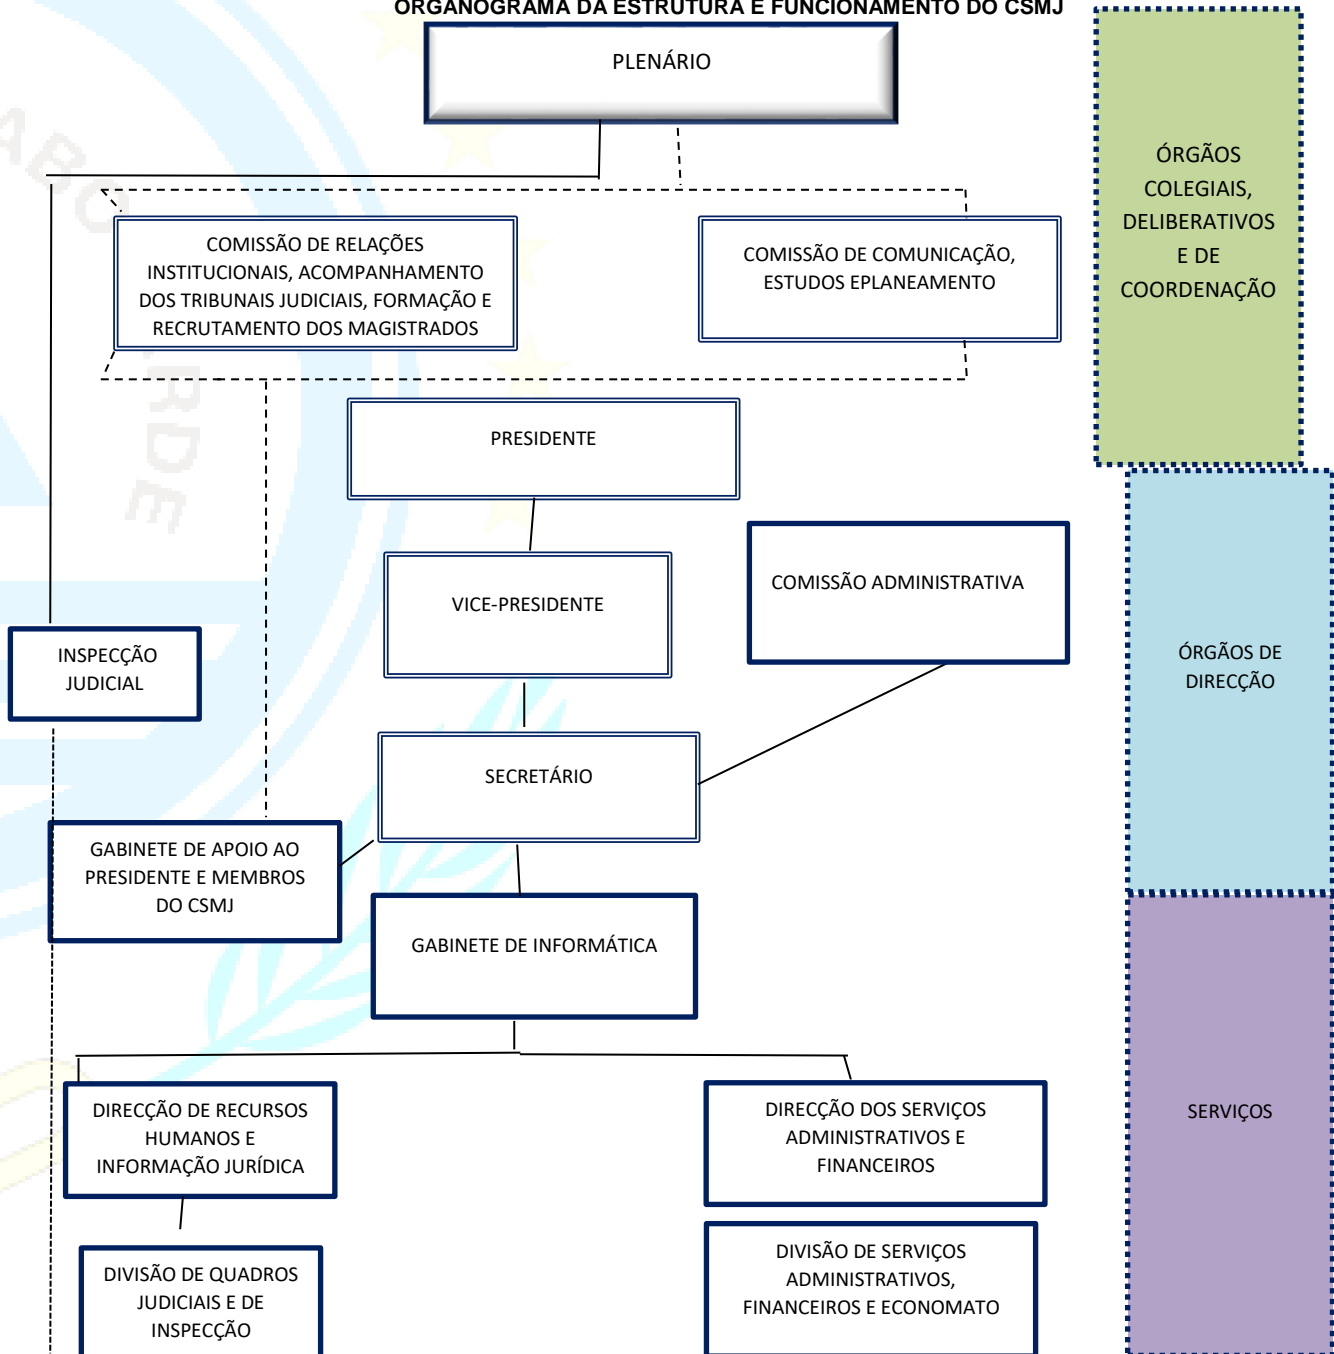 ORGANOGRAMA DA ESTRUTURA E FUNCIONAMENTO DO CSMJ
PLENÁRIO
ÓRGÃOS
COLEGIAIS,
DELIBERATIVOS
E DE
COORDENAÇÃO
COMISSÃO DE RELAÇÕES
INSTITUCIONAIS, ACOMPANHAMENTO
DOS TRIBUNAIS JUDICIAIS, FORMAÇÃO E
RECRUTAMENTO DOS MAGISTRADOS
COMISSÃO DE COMUNICAÇÃO,
ESTUDOS EPLANEAMENTO
PRESIDENTE
VICE-PRESIDENTE
COMISSÃO ADMINISTRATIVA
INSPECÇÃO
JUDICIAL
ÓRGÃOS DE
DIRECÇÃO
SECRETÁRIO
GABINETE DE APOIO AO
PRESIDENTE E MEMBROS
DO CSMJ
GABINETE DE INFORMÁTICA
DIRECÇÃO DE RECURSOS
HUMANOS E
INFORMAÇÃO JURÍDICA
DIRECÇÃO DOS SERVIÇOS
ADMINISTRATIVOS E
FINANCEIROS
SERVIÇOS
DIVISÃO DE QUADROS
JUDICIAIS E DE
INSPECÇÃO
DIVISÃO DE SERVIÇOS
ADMINISTRATIVOS,
FINANCEIROS E ECONOMATO